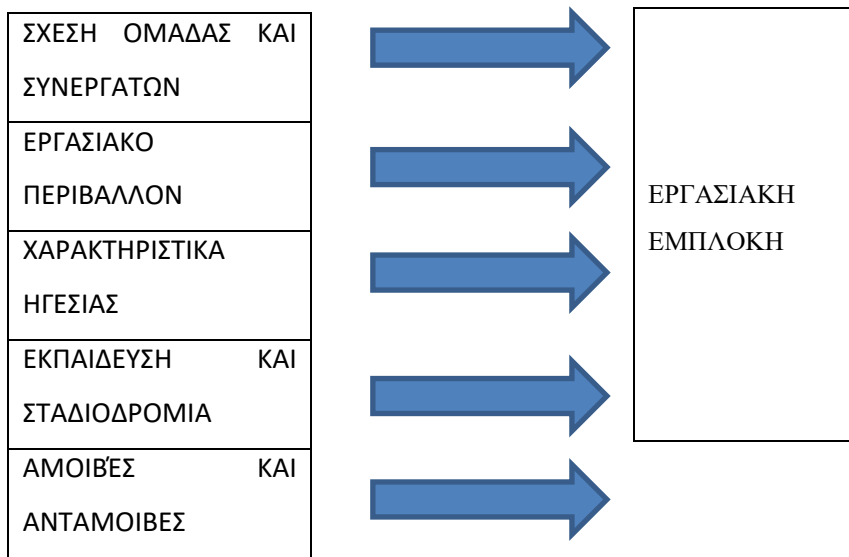 ΣΧΕΣΗ ΟΜΑΔΑΣ ΚΑΙ
ΣΥΝΕΡΓΑΤΩΝ
ΕΡΓΑΣΙΑΚΟ
ΠΕΡΙΒΑΛΛΟΝ
ΧΑΡΑΚΤΗΡΙΣΤΙΚΑ
ΗΓΕΣΙΑΣ
ΕΚΠΑΙΔΕΥΣΗ ΚΑΙ
ΣΤΑΔΙΟΔΡΟΜΙΑ
ΑΜΟΙΒΈΣ ΚΑΙ
ΑΝΤΑΜΟΙΒΕΣ
ΕΡΓΑΣΙΑΚΗ
ΕΜΠΛΟΚΗ